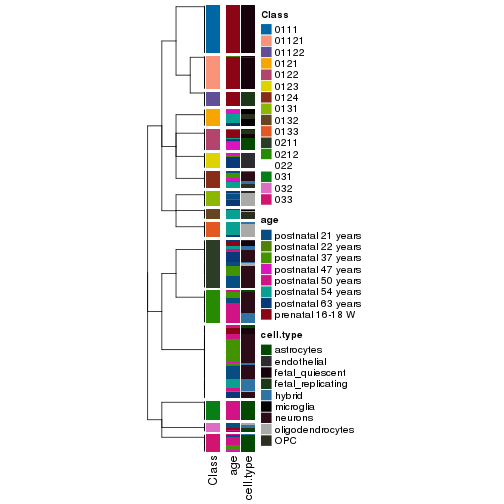 Class
0111
01121
01122
0121
0122
0123
0124
0131
0132
0133
0211
0212
022
031
032
033
age
postnatal 21 years
postnatal 22 years
postnatal 37 years
postnatal 47 years
postnatal 50 years
postnatal 54 years
postnatal 63 years
prenatal 16-18 W
cell.type
astrocytes
endothelial
fetal_quiescent
fetal_replicating
hybrid
microglia
neurons
oligodendrocytes
OPC
Class
age
cell.type